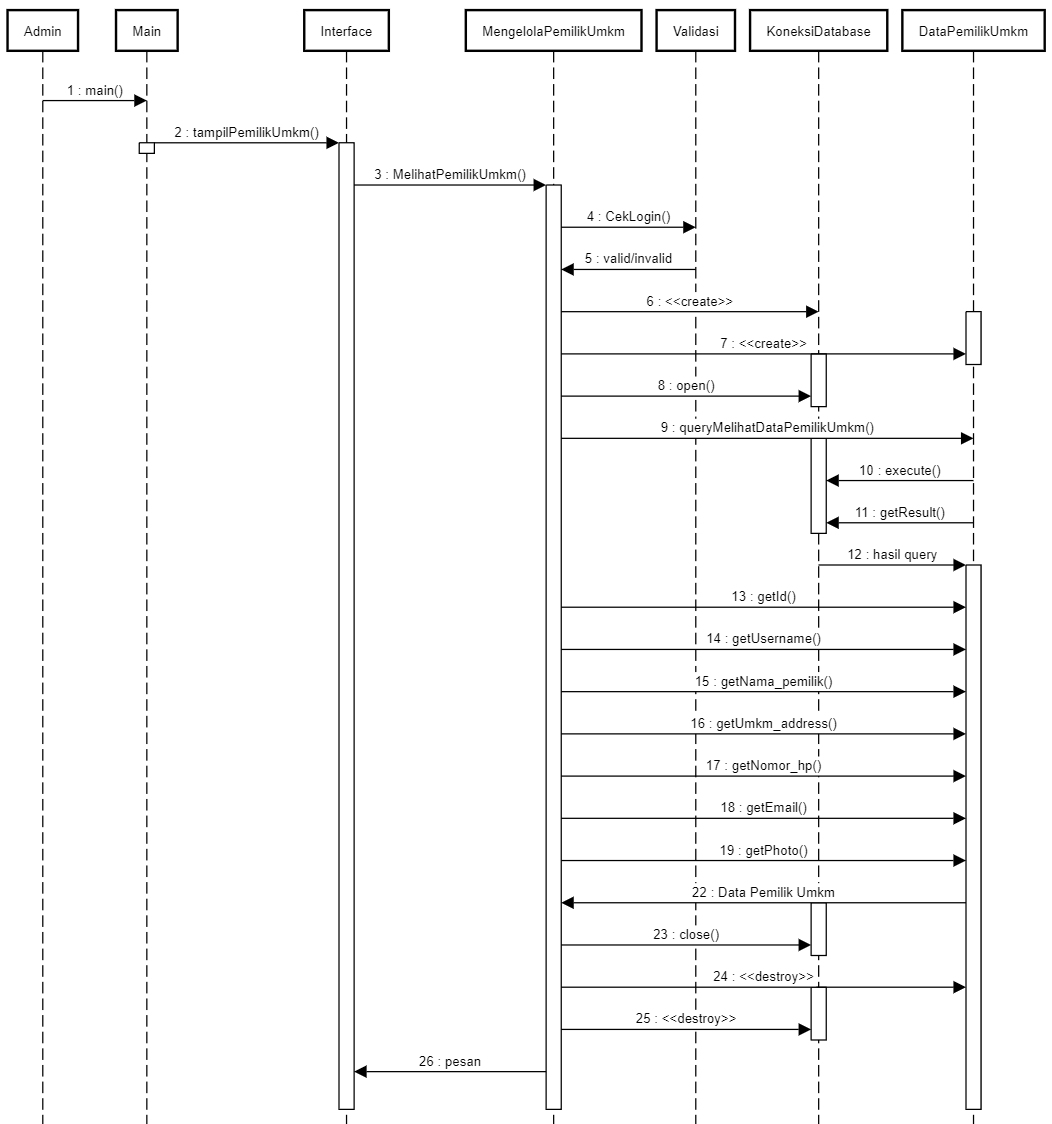 Admin
Main
Interface
MengelolaPemilikUmkm
Validasi
KoneksiDatabase
DataPemilikUmkm
1 : main()
2 : tampilPemilikUmkm()
3 : MelihatPemilikUmkm()
4 : CekLogin()
5 : valid/invalid
6 : <<create>>
7 : <<create>>
8 : open()
9 : queryMelihatDataPemilikUmkm()
10 : execute()
11 : getResult()
12 : hasil query
13 : getId()
14 : getUsername()
15 : getNama_pemilik()
16 : getUmkm_address()
17 : getNomor_hp()
18 : getEmail()
19 : getPhoto()
22 : Data Pemilik Umkm
23 : close()
24 : <<destroy>>
25 : <<destroy>>
26 : pesan